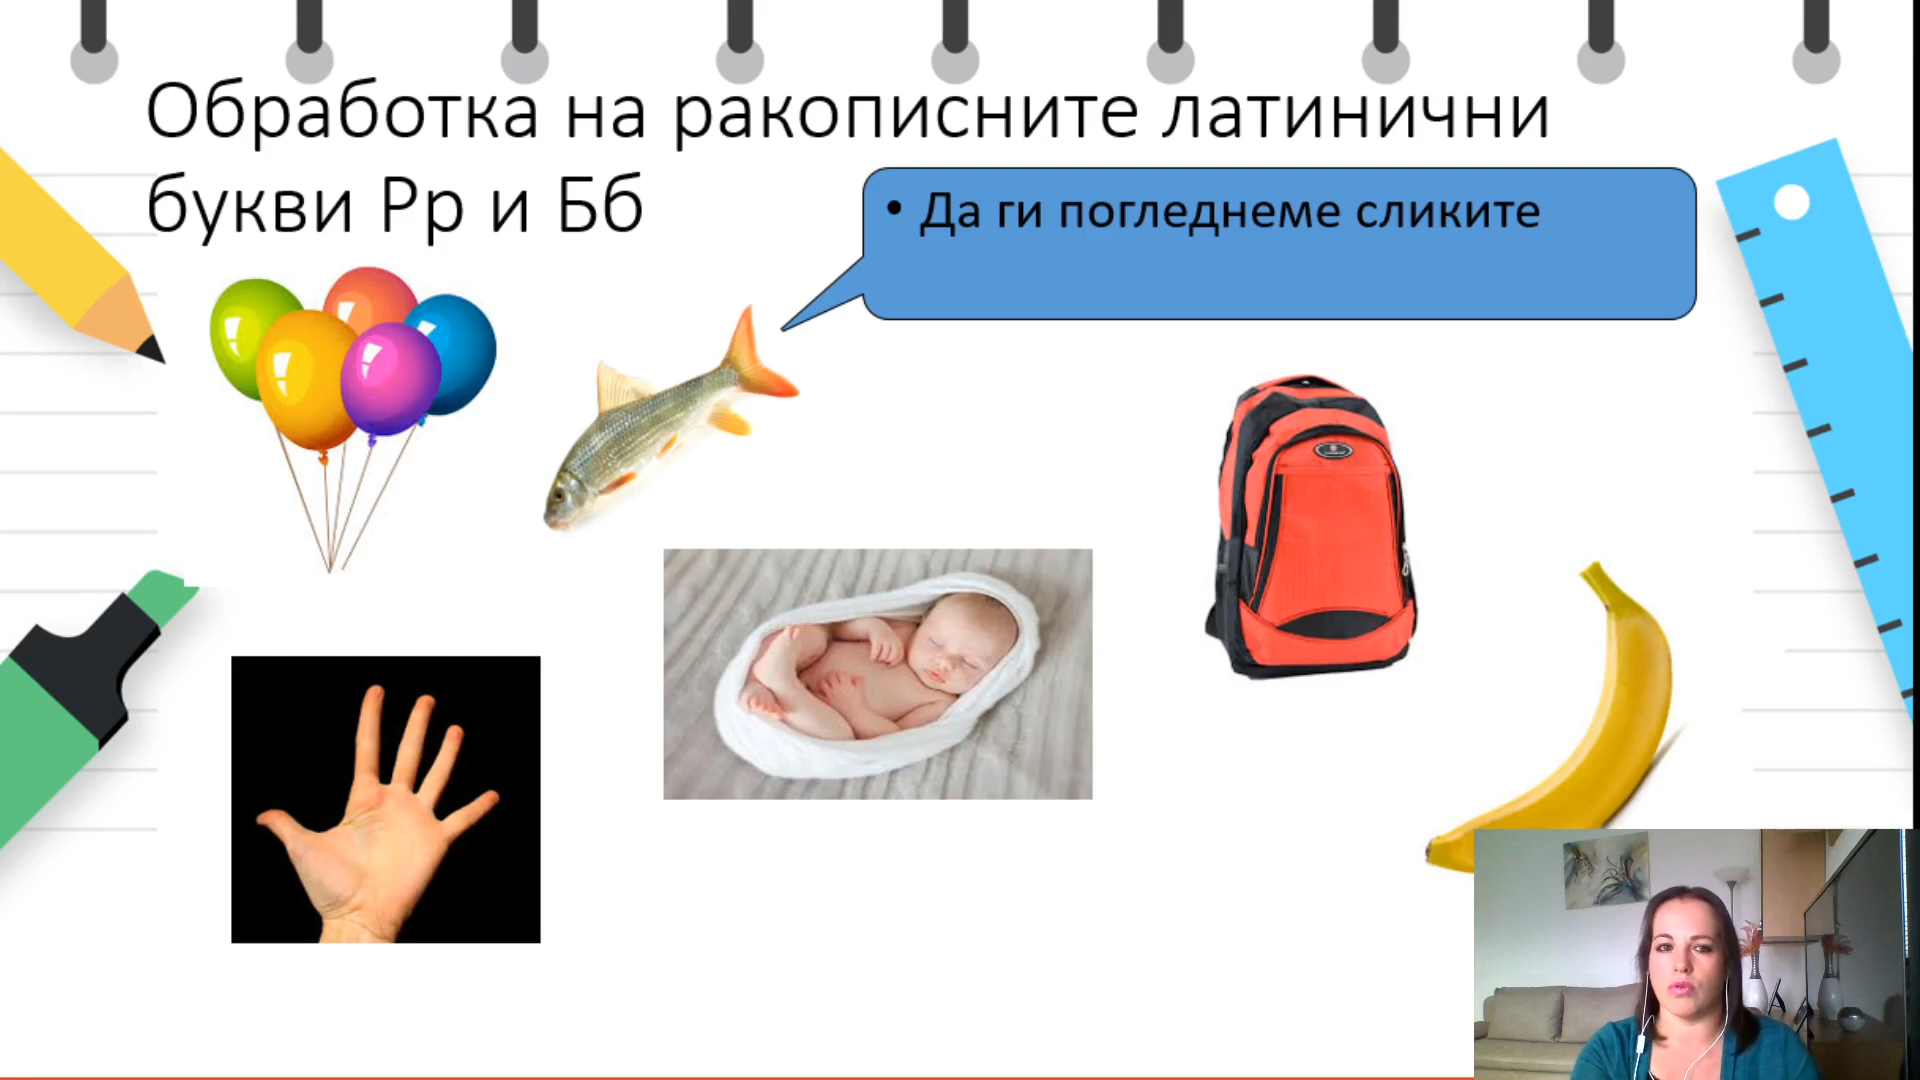 Обработка на ракописните латинични
букви Рр и Бб
• Да ги погледнеме сликите